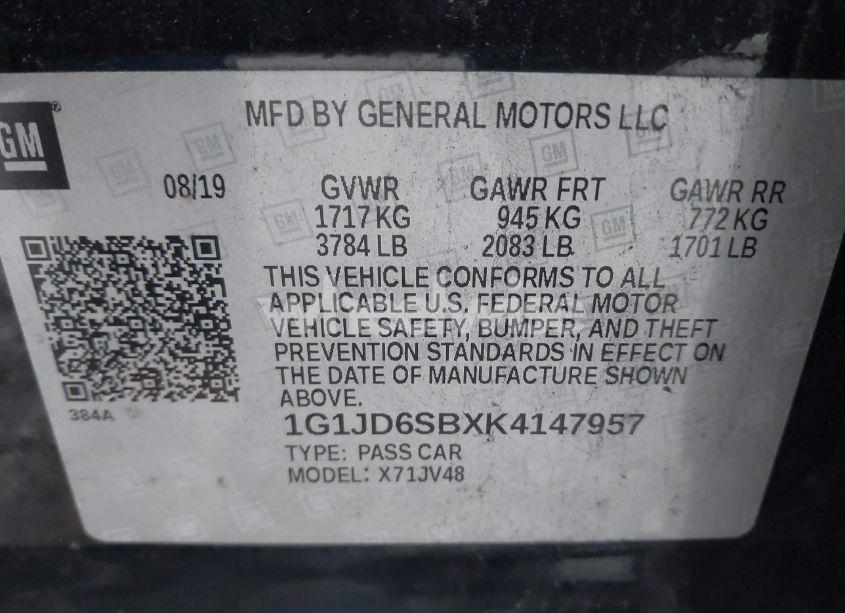 GM
MFD BY GENERAL MOTORS LLC
08/19 GVWR GAWR FRT GAWR RR
1717 KG 945 KG 772 KG
3784 LB 2083 LB 1701 LB
THIS VEHICLE CONFORMS TO ALL
APPLICABLE U.S. FEDERAL MOTOR
VEHICLE SAFETY, BUMPER, AND THEFT
PREVENTION STANDARDS IN EFFECT ON
THE DATE OF MANUFACTURE SHOWN
ABOVE.
384A
1G1JD6SBXK4147957
TYPE: PASS CAR
MODEL: X71JV48